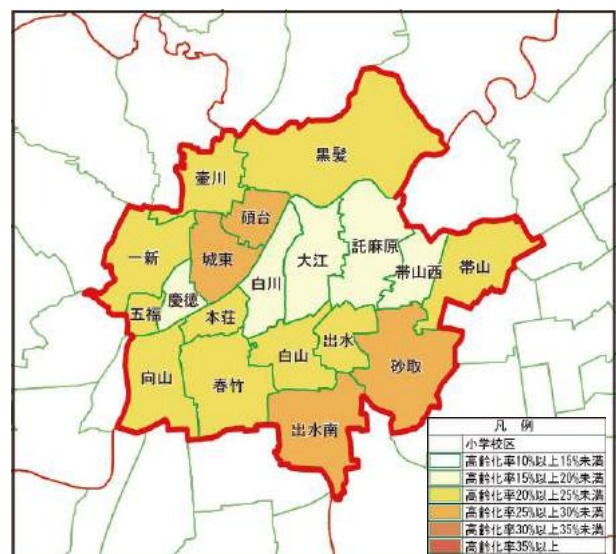 黒髪
壷川
碩台
一新
城東
託麻原
大江
帯山西
帯山
白川
慶徳
五福
本荘
出水
白山
砂取
向山
春竹
出水南
凡 例
小学校区
高齢化率10%以上15%未満
高齢化率15%以上20%未満
高齢化率20%以上25%未満
高齢化率25%以上30%未満
高齢化率30%以上35%未満
高齢化率35%以上